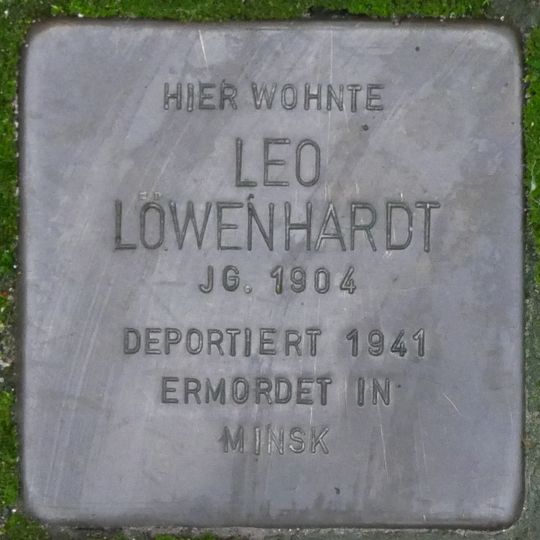 HIER WOHNTE
LEO
LÖWENHARDT
JG. 1904
DEPORTIERT 1941
ERMORDET IN
MINSK